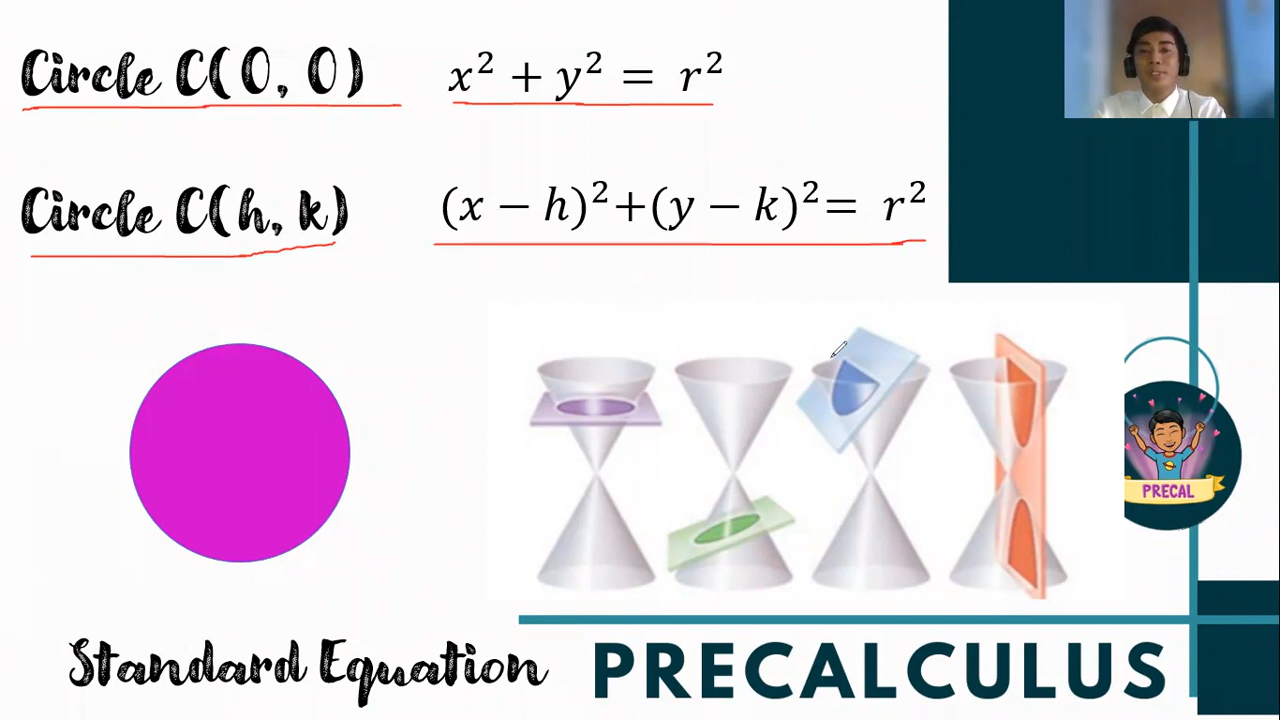 Circle C(0, 0)
x² + y² = r²
Circle C(h, k)
(x − h)²+(y − k)²= r²
PRECAL
Standard Equation
PRECALCULUS